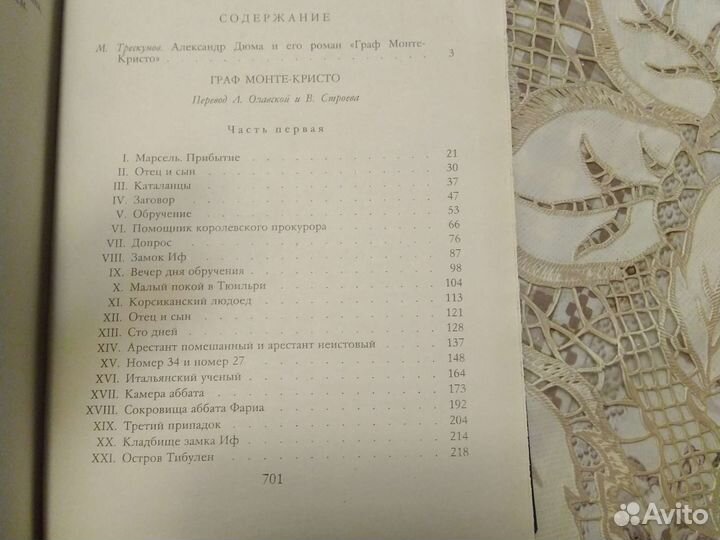 СОДЕРЖАНИЕ
М. Трескунов. Александр Дюма и его роман «Граф Монте-
Кристо» . . . . . . . . . . . . . . . . 3
ГРАФ МОНТЕ-КРИСТО
Перевод Л. Олавской и В. Строева
Часть первая
I. Марсель. Прибытие . . . . . . . . . . 21
II. Отец и сын . . . . . . . . . . 30
III. Каталанцы . . . . . . . . . . 37
IV. Заговор . . . . . . . . . . 47
V. Обручение . . . . . . . . . . 53
VI. Помощник королевского прокурора . . . . . . 66
VII. Допрос . . . . . . . . . . 76
VIII. Замок Иф . . . . . . . . . . 87
IX. Вечер дня обручения . . . . . . . . . 98
X. Малый покой в Тюильри . . . . . . . . 104
XI. Корсиканский людоед . . . . . . . . 113
XII. Отец и сын . . . . . . . . . . 121
XIII. Сто дней . . . . . . . . . . 128
XIV. Арестант помешанный и арестант неистовый . . . . 137
XV. Номер 34 и номер 27 . . . . . . . . 148
XVI. Итальянский ученый . . . . . . . . 164
XVII. Камера аббата . . . . . . . . . . 173
XVIII. Сокровища аббата Фариа . . . . . . . . 192
XIX. Третий припадок . . . . . . . . . 204
XX. Кладбище замка Иф . . . . . . . . 214
XXI. Остров Тибулен . . . . . . . . . 218
701
Avito